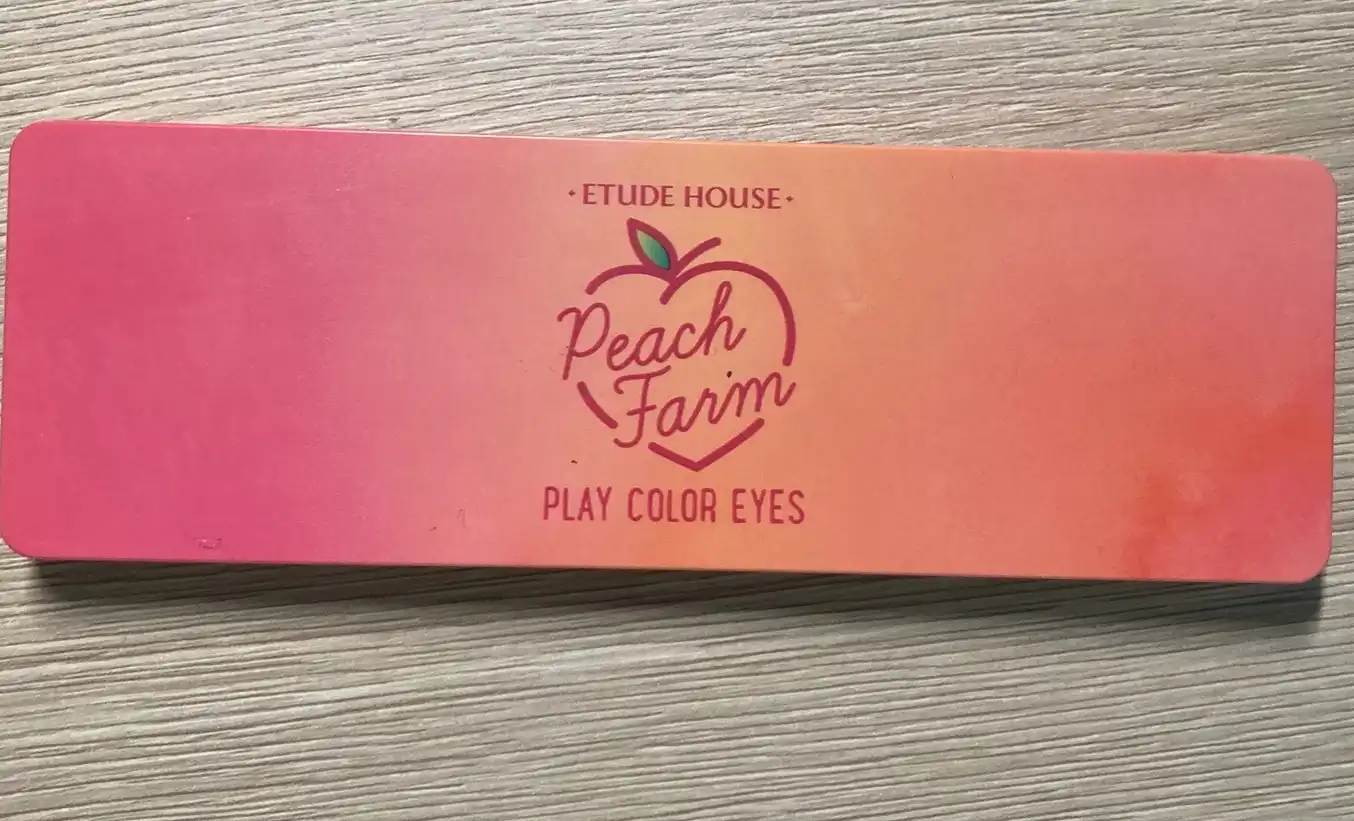 · ETUDE HOUSE ·
Peach
Farm
PLAY COLOR EYES